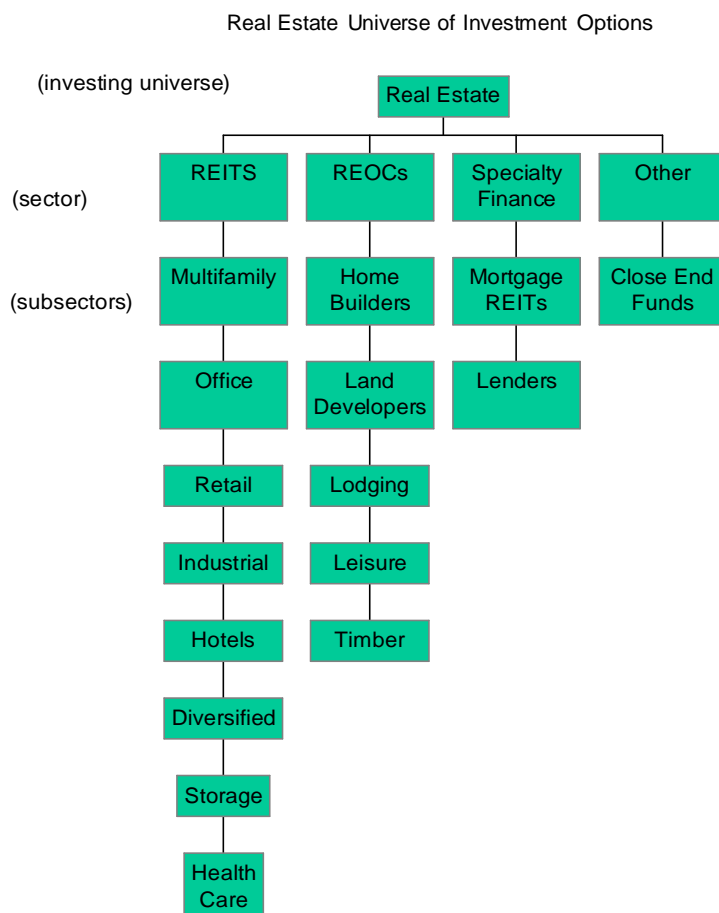 Real Estate Universe of Investment Options
(investing universe)
Real Estate
(sector)
REITS
REOCs
Specialty
Finance
Other
(subsectors)
Multifamily
Home
Builders
Mortgage
REITs
Close End
Funds
Office
Land
Developers
Lenders
Retail
Lodging
Industrial
Leisure
Hotels
Timber
Diversified
Storage
Health
Care